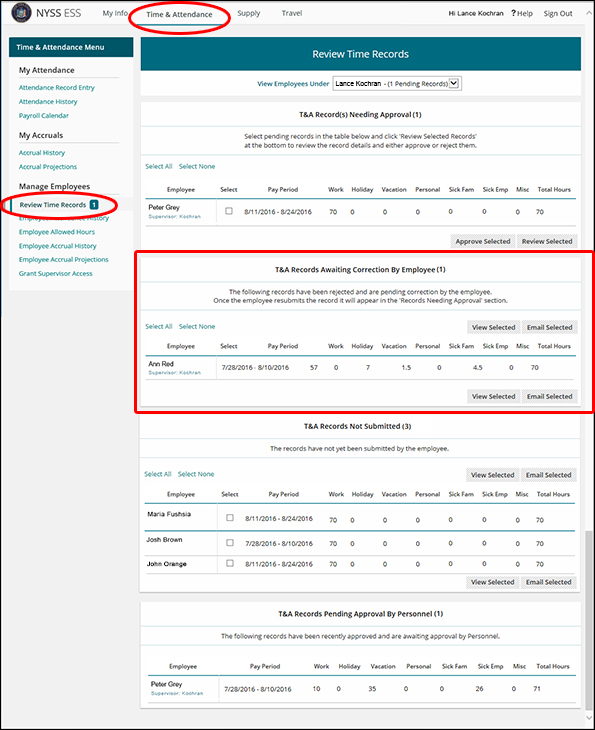 NYSS ESS My Info Time & Attendance Supply Travel Hi Lance Kochran ? Help Sign Out
Time & Attendance Menu
My Attendance
Attendance Record Entry
Attendance History
Payroll Calendar
My Accruals
Accrual History
Accrual Projections
Manage Employees
Review Time Records 1
History
Employee Allowed Hours
Employee Accrual History
Employee Accrual Projections
Grant Supervisor Access
Review Time Records
View Employees Under Lance Kochran - (1 Pending Records)
T&A Record(s) Needing Approval (1)
Select pending records in the table below and click 'Review Selected Records'
at the bottom to review the record details and either approve or reject them.
Select All Select None
Employee Select Pay Period Work Holiday Vacation Personal Sick Fam Sick Emp Misc Total Hours
Peter Grey 8/11/2016 - 8/24/2016 70 0 0 0 0 0 0 70
Supervisor: Kochran
Approve Selected Review Selected
T&A Records Awaiting Correction By Employee (1)
The following records have been rejected and are pending correction by the employee.
Once the employee resubmits the record it will appear in the 'Records Needing Approval' section.
View Selected Email Selected
Select All Select None
Employee Select Pay Period Work Holiday Vacation Personal Sick Fam Sick Emp Misc Total Hours
Ann Red 7/28/2016 - 8/10/2016 57 0 7 1.5 0 4.5 0 70
Supervisor: Kochran
View Selected Email Selected
T&A Records Not Submitted (3)
The records have not yet been submitted by the employee.
Select All Select None View Selected Email Selected
Employee Select Pay Period Work Holiday Vacation Personal Sick Fam Sick Emp Misc Total Hours
Maria Fushsia 8/11/2016 - 8/24/2016 70 0 0 0 0 0 0 70
Josh Brown 7/28/2016 - 8/10/2016 70 0 0 0 0 0 0 70
John Orange 8/11/2016 - 8/24/2016 70 0 0 0 0 0 0 70
View Selected Email Selected
T&A Records Pending Approval By Personnel (1)
The following records have been recently approved and are awaiting approval by Personnel.
Employee Pay Period Work Holiday Vacation Personal Sick Fam Sick Emp Misc Total Hours
Peter Grey 7/28/2016 - 8/10/2016 10 0 35 0 0 26 0 71
Supervisor: Kochran